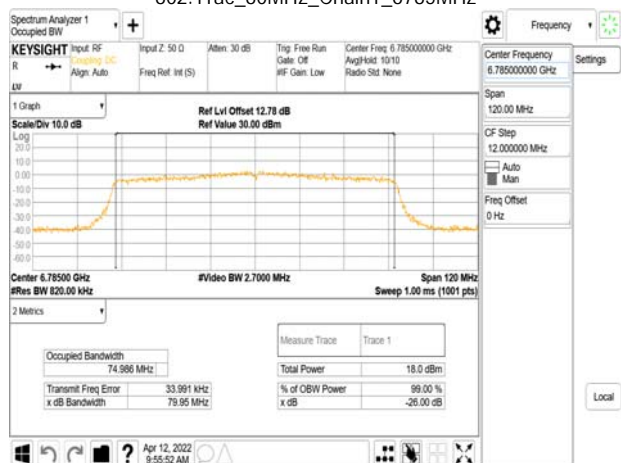 802.11ac_80MHz_Chain1_6785MHz
Spectrum Analyzer 1
Occupied BW
Frequency
KEYSIGHT Input: RF
Coupling: DC
Align: Auto
R
LV
Input Z: 50 Ω
Freq Ref: Int (S)
Atten: 30 dB
Trig: Free Run
Gate: Off
#IF Gain: Low
Center Freq: 6.785000000 GHz
Avg|Hold: 10/10
Radio Std: None
Center Frequency
6.785000000 GHz
Settings
Span
120.00 MHz
CF Step
12.000000 MHz
Auto
Man
Freq Offset
0 Hz
Local
1 Graph
Scale/Div 10.0 dB
Ref Lvl Offset 12.78 dB
Ref Value 30.00 dBm
Log
20.0
10.0
0.00
-10.0
-20.0
-30.0
-40.0
-50.0
-60.0
Center 6.78500 GHz
#Res BW 820.00 kHz
#Video BW 2.7000 MHz
Span 120 MHz
Sweep 1.00 ms (1001 pts)
2 Metrics
Measure Trace Trace 1
Occupied Bandwidth
74.986 MHz
Total Power 18.0 dBm
Transmit Freq Error 33.991 kHz
% of OBW Power 99.00 %
x dB Bandwidth 79.95 MHz
x dB -26.00 dB
?
Apr 12, 2022
9:55:52 AM